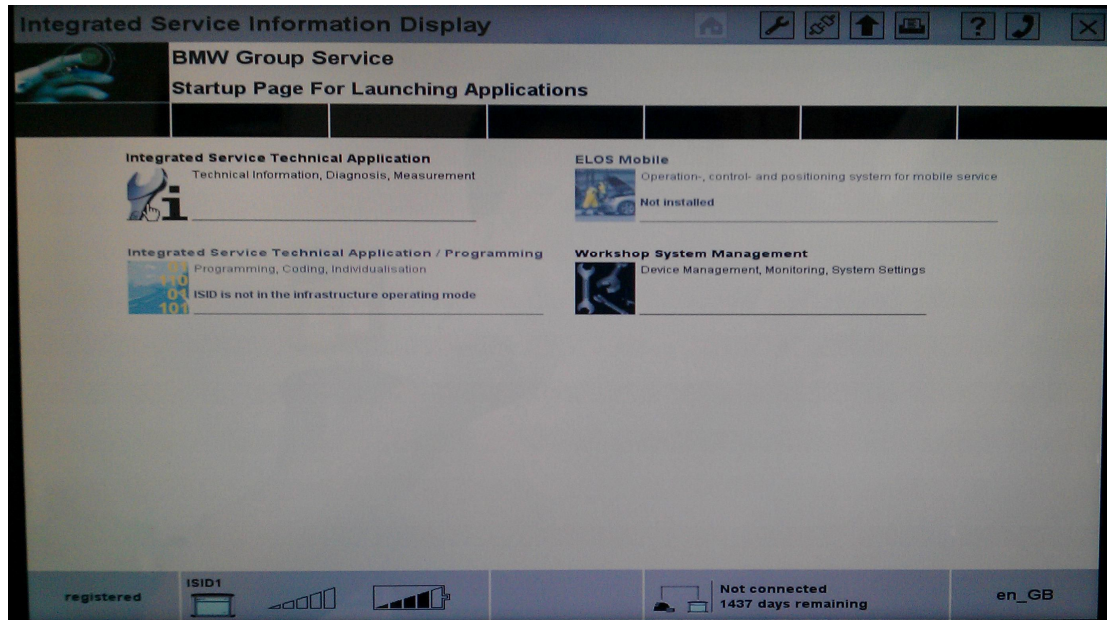 Integrated Service Information Display
BMW Group Service
Startup Page For Launching Applications
Integrated Service Technical Application
Technical Information, Diagnosis, Measurement
ELOS Mobile
Operation-, control- and positioning system for mobile service
Not installed
Integrated Service Technical Application / Programming
Programming, Coding, Individualisation
ISID is not in the infrastructure operating mode
Workshop System Management
Device Management, Monitoring, System Settings
registered
ISID1
Not connected
1437 days remaining
en_GB